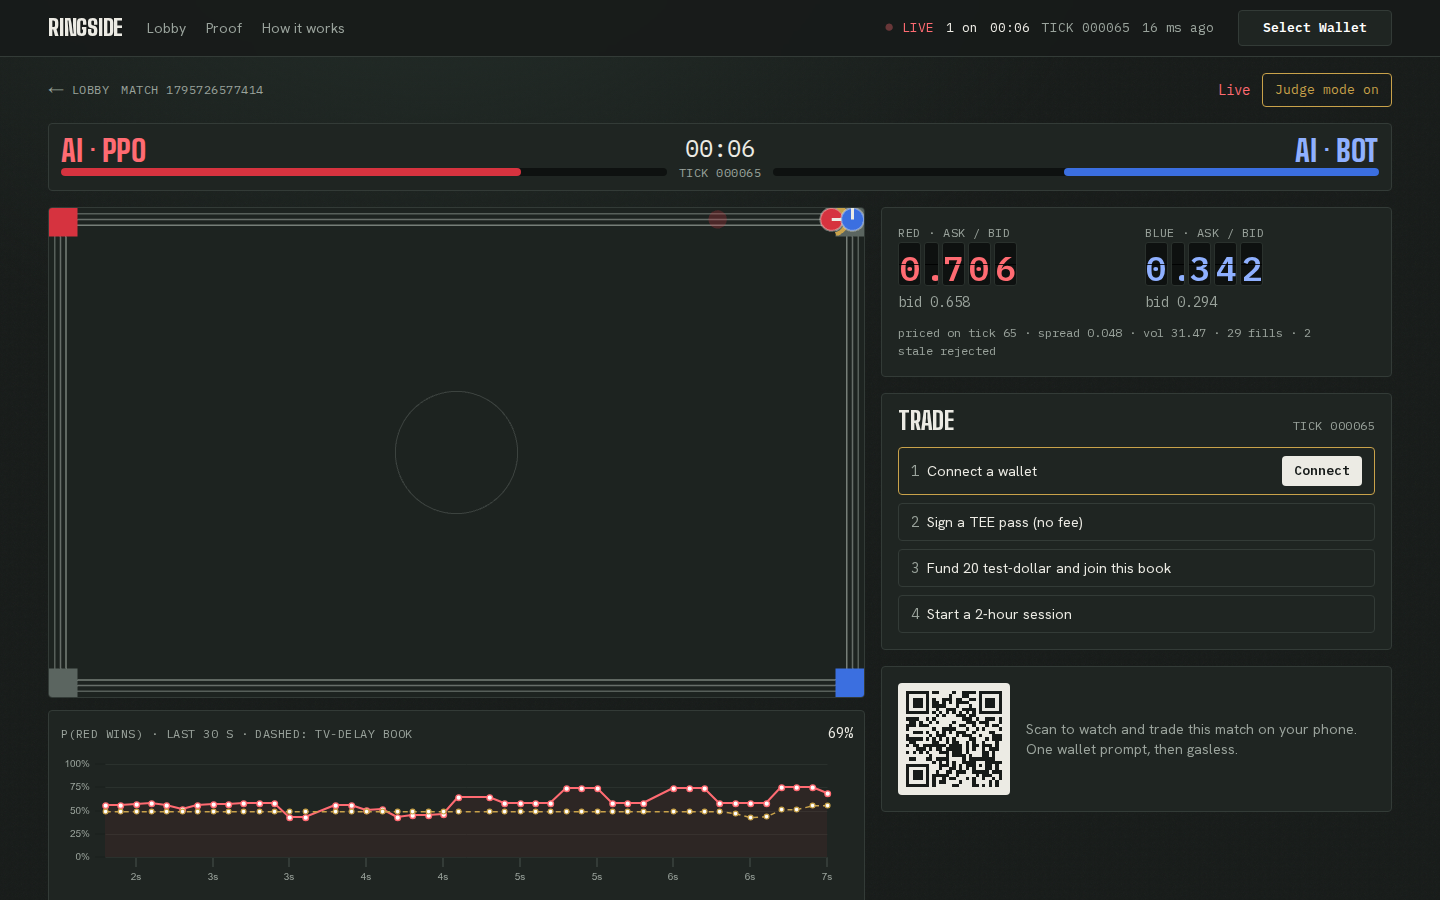 RINGSIDE Lobby Proof How it works LIVE 1 on 00:06 TICK 000065 16 ms ago Select Wallet
← LOBBY MATCH 1795726577414 Live Judge mode on
AI · PPO 00:06 AI · BOT
TICK 000065
RED · ASK / BID BLUE · ASK / BID
0.706 0.342
bid 0.658 bid 0.294
priced on tick 65 · spread 0.048 · vol 31.47 · 29 fills · 2
stale rejected
TRADE TICK 000065
1 Connect a wallet Connect
2 Sign a TEE pass (no fee)
3 Fund 20 test-dollar and join this book
4 Start a 2-hour session
Scan to watch and trade this match on your phone.
One wallet prompt, then gasless.
P(RED WINS) · LAST 30 S · DASHED: TV-DELAY BOOK 69%
100%
75%
50%
25%
0%
2s 3s 3s 4s 4s 5s 5s 6s 6s 7s